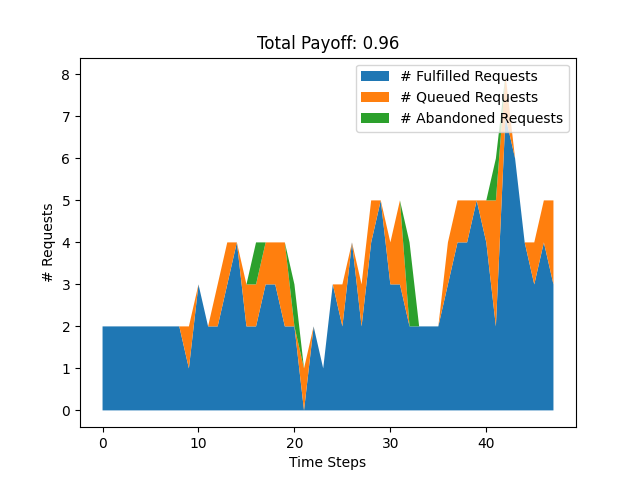 Total Payoff: 0.96
# Fulfilled Requests
# Queued Requests
# Abandoned Requests
8
7
6
5
4
3
2
1
0
# Requests
0 10 20 30 40
Time Steps